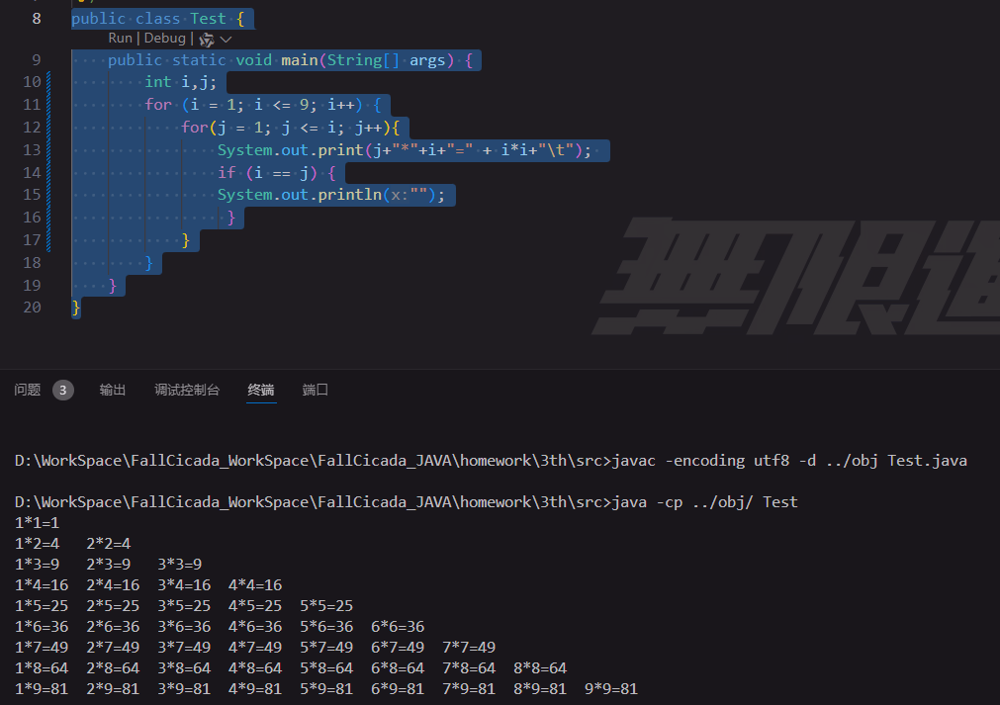 8 public class Test {
Run | Debug |
9 public static void main(String[] args) {
10 int i,j;
11 for (i = 1; i <= 9; i++) {
12 for(j = 1; j <= i; j++){
13 System.out.print(j+"*"+i+"=" + i*i+"\t");
14 if (i == j) {
15 System.out.println(x:"");
16 }
17 }
18 }
19 }
20 }
無限进
问题 3 输出 调试控制台 终端 端口
D:\WorkSpace\FallCicada_WorkSpace\FallCicada_JAVA\homework\3th\src>javac -encoding utf8 -d ../obj Test.java
D:\WorkSpace\FallCicada_WorkSpace\FallCicada_JAVA\homework\3th\src>java -cp ../obj/ Test
1*1=1
1*2=4 2*2=4
1*3=9 2*3=9 3*3=9
1*4=16 2*4=16 3*4=16 4*4=16
1*5=25 2*5=25 3*5=25 4*5=25 5*5=25
1*6=36 2*6=36 3*6=36 4*6=36 5*6=36 6*6=36
1*7=49 2*7=49 3*7=49 4*7=49 5*7=49 6*7=49 7*7=49
1*8=64 2*8=64 3*8=64 4*8=64 5*8=64 6*8=64 7*8=64 8*8=64
1*9=81 2*9=81 3*9=81 4*9=81 5*9=81 6*9=81 7*9=81 8*9=81 9*9=81